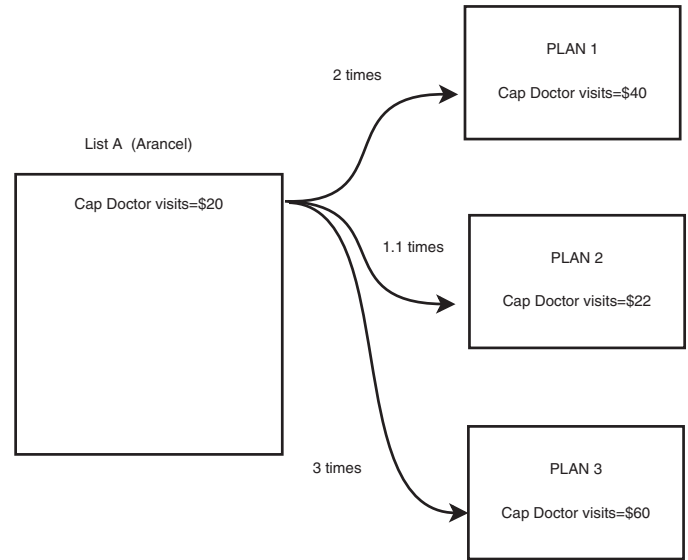 PLAN 1
2 times
Cap Doctor visits=$40
List A (Arancel)
Cap Doctor visits=$20
1.1 times
PLAN 2
Cap Doctor visits=$22
3 times
PLAN 3
Cap Doctor visits=$60